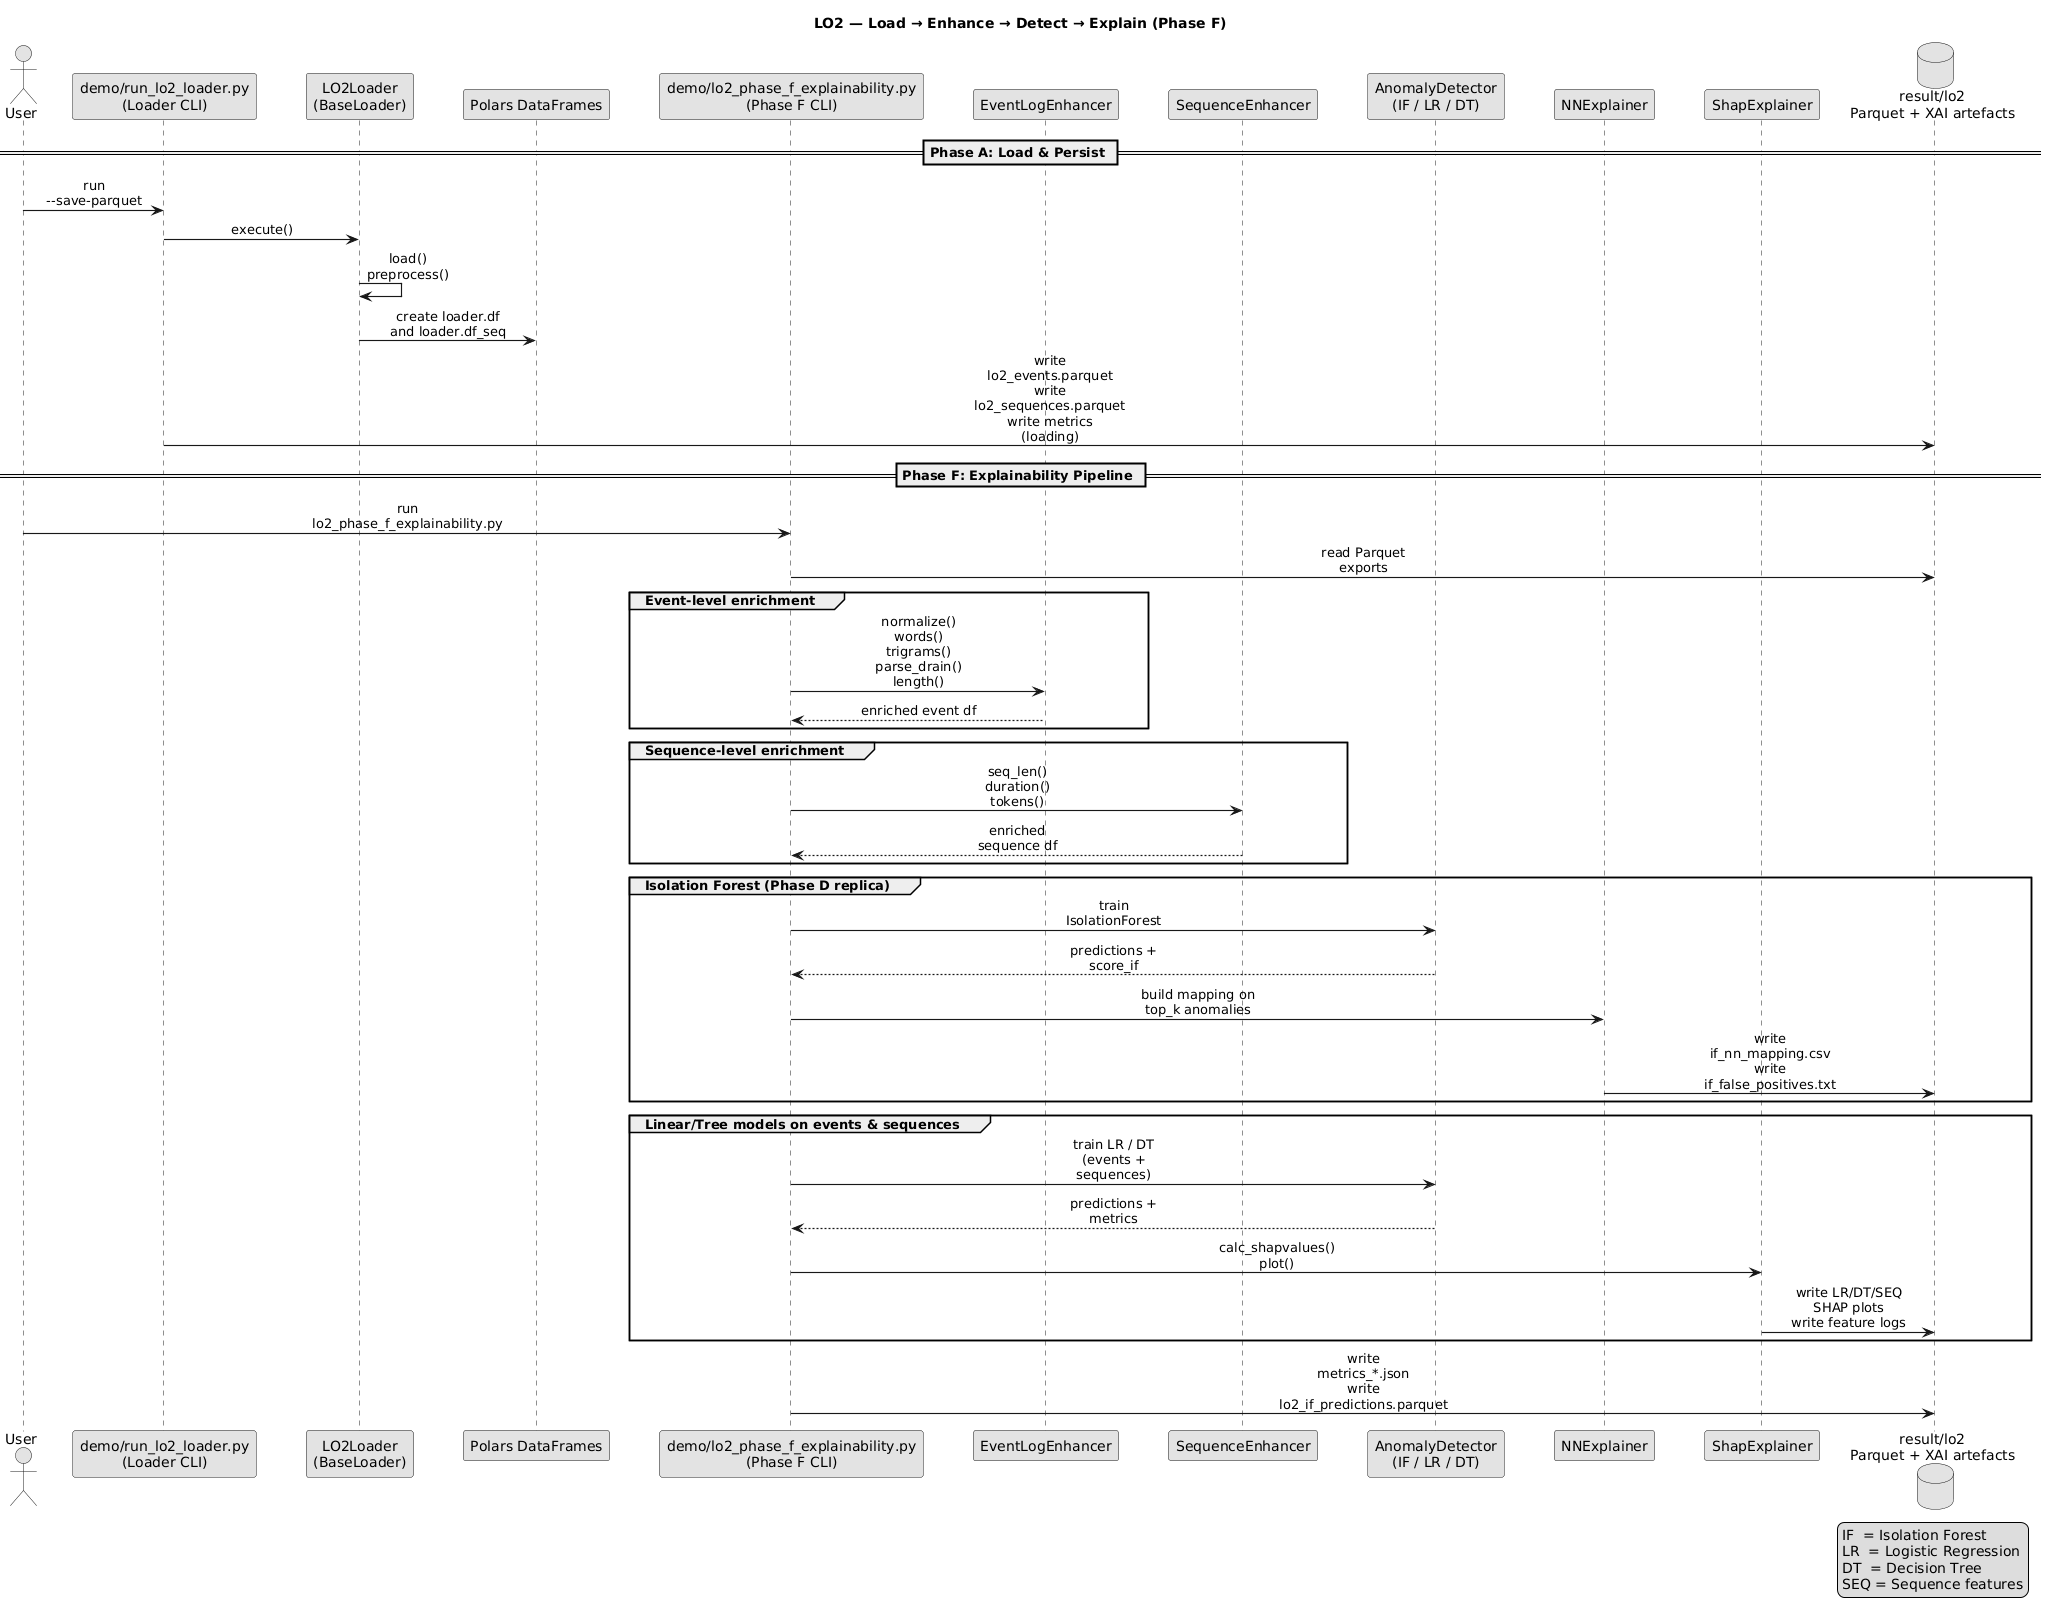 LO2 — Load → Enhance → Detect → Explain (Phase F)
User
demo/run_lo2_loader.py
(Loader CLI)
LO2Loader
(BaseLoader)
Polars DataFrames
demo/lo2_phase_f_explainability.py
(Phase F CLI)
EventLogEnhancer
SequenceEnhancer
AnomalyDetector
(IF / LR / DT)
NNExplainer
ShapExplainer
result/lo2
Parquet + XAI artefacts
Phase A: Load & Persist
run
--save-parquet
execute()
load()
preprocess()
create loader.df
and loader.df_seq
write
lo2_events.parquet
write
lo2_sequences.parquet
write metrics
(loading)
Phase F: Explainability Pipeline
run
lo2_phase_f_explainability.py
read Parquet
exports
Event-level enrichment
normalize()
words()
trigrams()
parse_drain()
length()
enriched event df
Sequence-level enrichment
seq_len()
duration()
tokens()
enriched
sequence df
Isolation Forest (Phase D replica)
train
IsolationForest
predictions +
score_if
build mapping on
top_k anomalies
write
if_nn_mapping.csv
write
if_false_positives.txt
Linear/Tree models on events & sequences
train LR / DT
(events +
sequences)
predictions +
metrics
calc_shapvalues()
plot()
write LR/DT/SEQ
SHAP plots
write feature logs
write
metrics_*.json
write
lo2_if_predictions.parquet
User
demo/run_lo2_loader.py
(Loader CLI)
LO2Loader
(BaseLoader)
Polars DataFrames
demo/lo2_phase_f_explainability.py
(Phase F CLI)
EventLogEnhancer
SequenceEnhancer
AnomalyDetector
(IF / LR / DT)
NNExplainer
ShapExplainer
result/lo2
Parquet + XAI artefacts
IF  = Isolation Forest
LR  = Logistic Regression
DT  = Decision Tree
SEQ = Sequence features